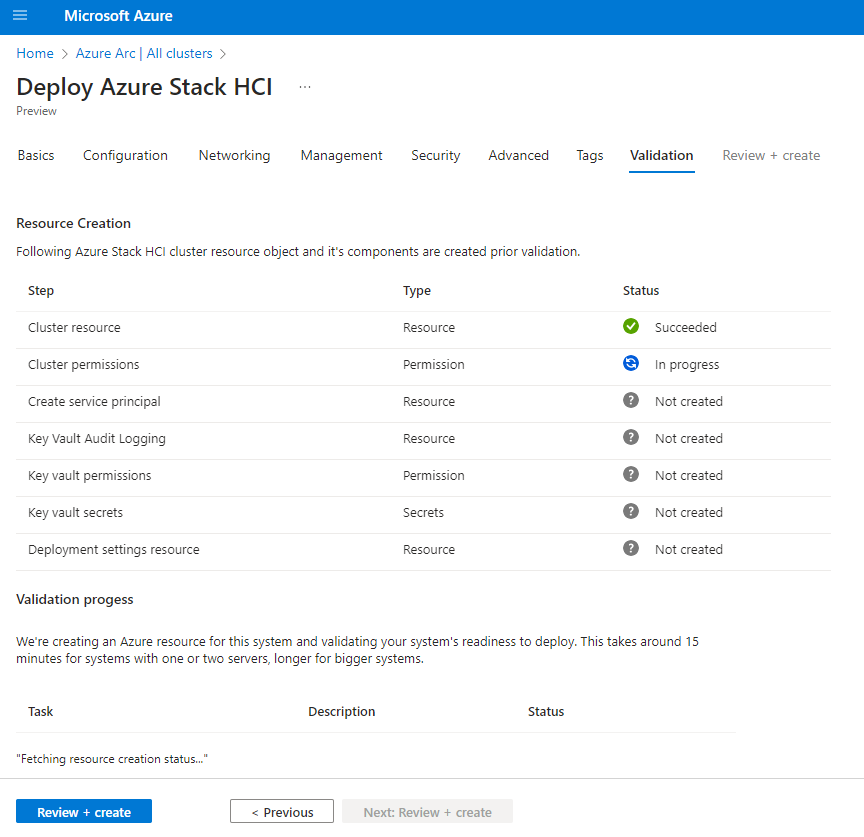 Microsoft Azure
Home > Azure Arc | All clusters >
Deploy Azure Stack HCI ...
Preview
Basics Configuration Networking Management Security Advanced Tags Validation Review + create
Resource Creation
Following Azure Stack HCI cluster resource object and it's components are created prior validation.
Step Type Status
Cluster resource Resource Succeeded
Cluster permissions Permission In progress
Create service principal Resource ? Not created
Key Vault Audit Logging Resource ? Not created
Key vault permissions Permission ? Not created
Key vault secrets Secrets ? Not created
Deployment settings resource Resource ? Not created
Validation progess
We're creating an Azure resource for this system and validating your system's readiness to deploy. This takes around 15
minutes for systems with one or two servers, longer for bigger systems.
Task Description Status
"Fetching resource creation status..."
Review + create < Previous Next: Review + create